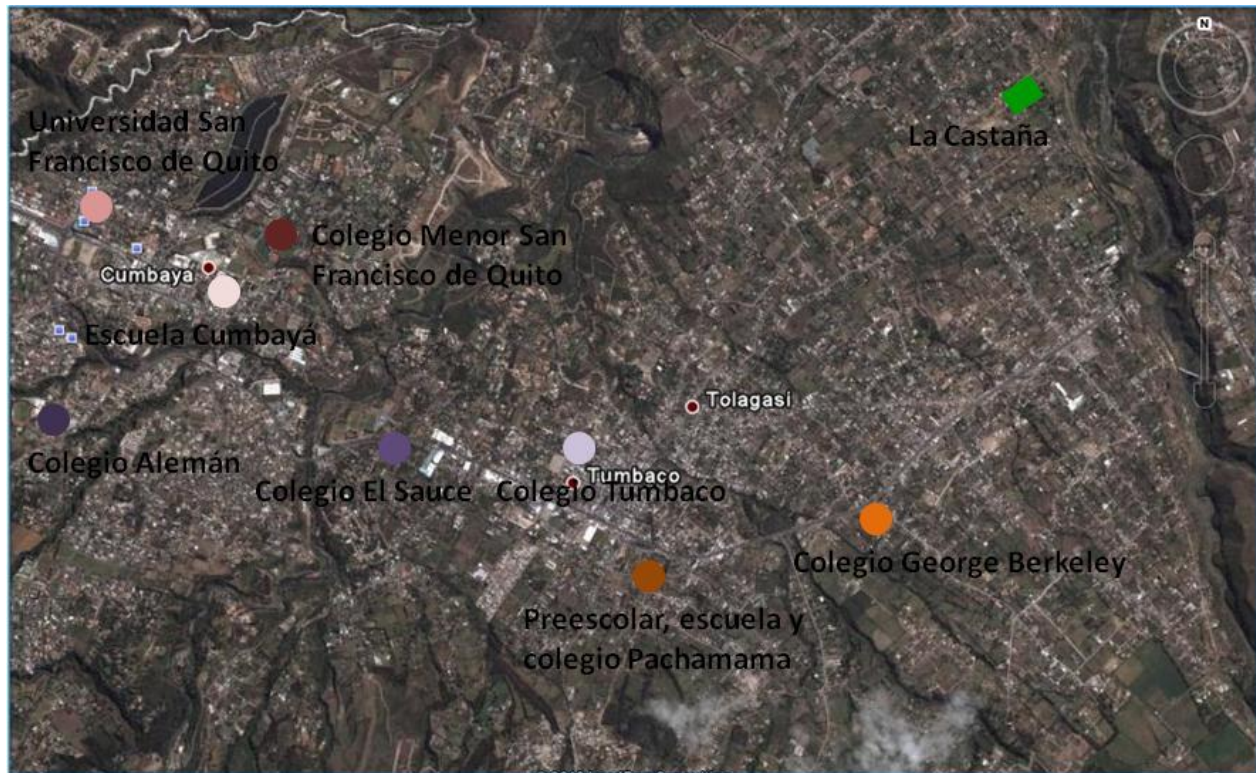 N
Universidad San
Francisco de Quito
La Castaña
Colegio Menor San
Francisco de Quito
Cumbaya
Escuela Cumbayá
Tolagasi
Colegio Alemán
Colegio El Sauce
Tumbaco
Colegio Tumbaco
Colegio George Berkeley
Preescolar, escuela y
colegio Pachamama